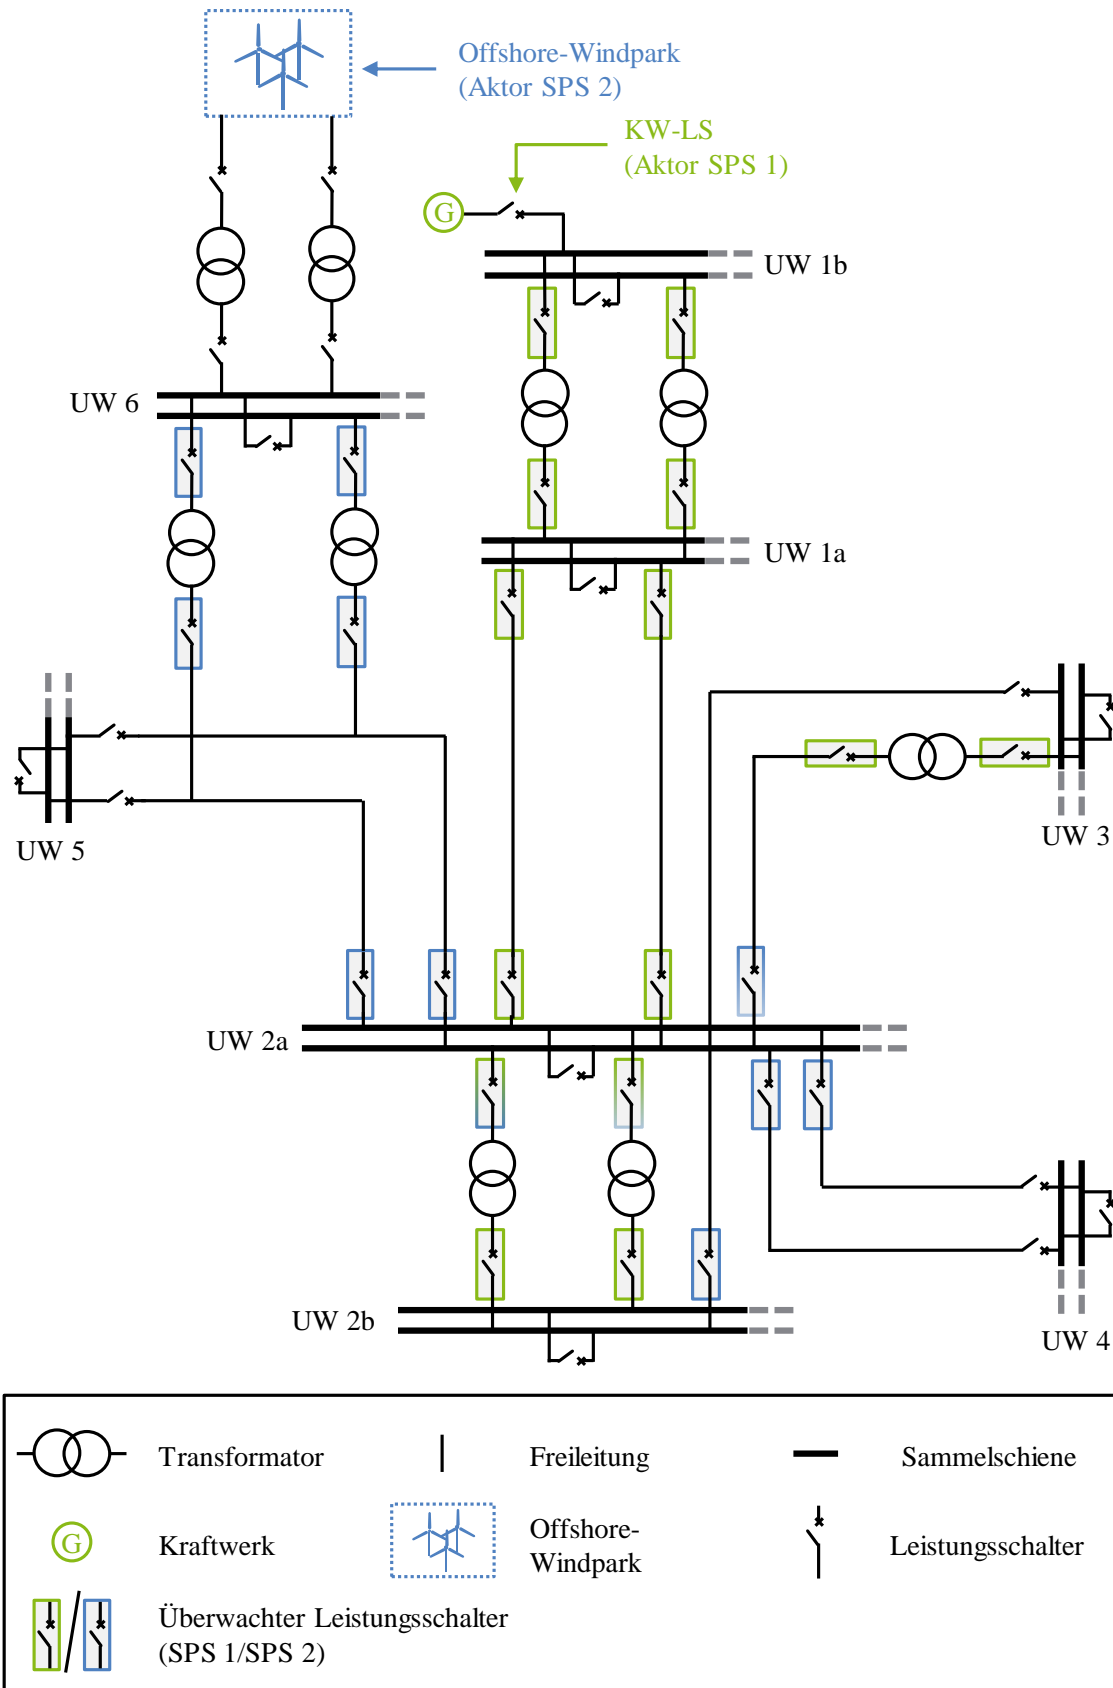 Offshore-Windpark
(Aktor SPS 2)
KW-LS
(Aktor SPS 1)
G
UW 1b
UW 6
UW 1a
UW 5
UW 3
UW 2a
UW 2b
UW 4
Transformator
Freileitung
Sammelschiene
G
Kraftwerk
Offshore-
Windpark
Leistungsschalter
Überwachter Leistungsschalter
(SPS 1/SPS 2)